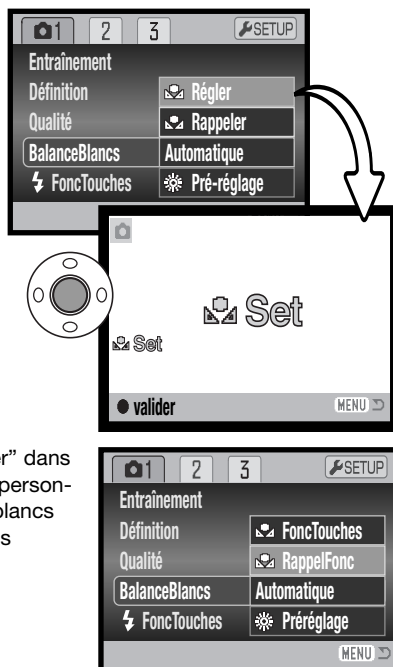 1 2 3 SETUP
Entraînement
Définition Régler
Qualité Rappeler
BalanceBlancs Automatique
FoncTouches Pré-réglage
Set
Set
valider MENU
er” dans
person-
blancs
s
1 2 3 SETUP
Entraînement
Définition FoncTouches
Qualité RappelFonc
BalanceBlancs Automatique
FoncTouches Préréglage
MENU